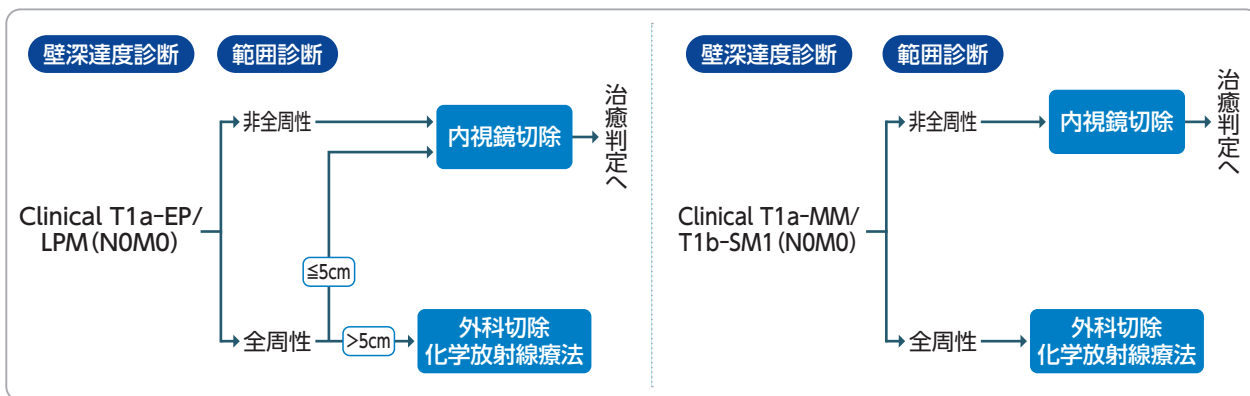 壁深達度診断
範囲診断
非全周性
内視鏡切除
治癒判定へ
Clinical T1a-EP/
LPM(N0M0)
≦5cm
全周性
>5cm
外科切除
化学放射線療法
壁深達度診断
範囲診断
非全周性
内視鏡切除
治癒判定へ
Clinical T1a-MM/
T1b-SM1(N0M0)
全周性
外科切除
化学放射線療法